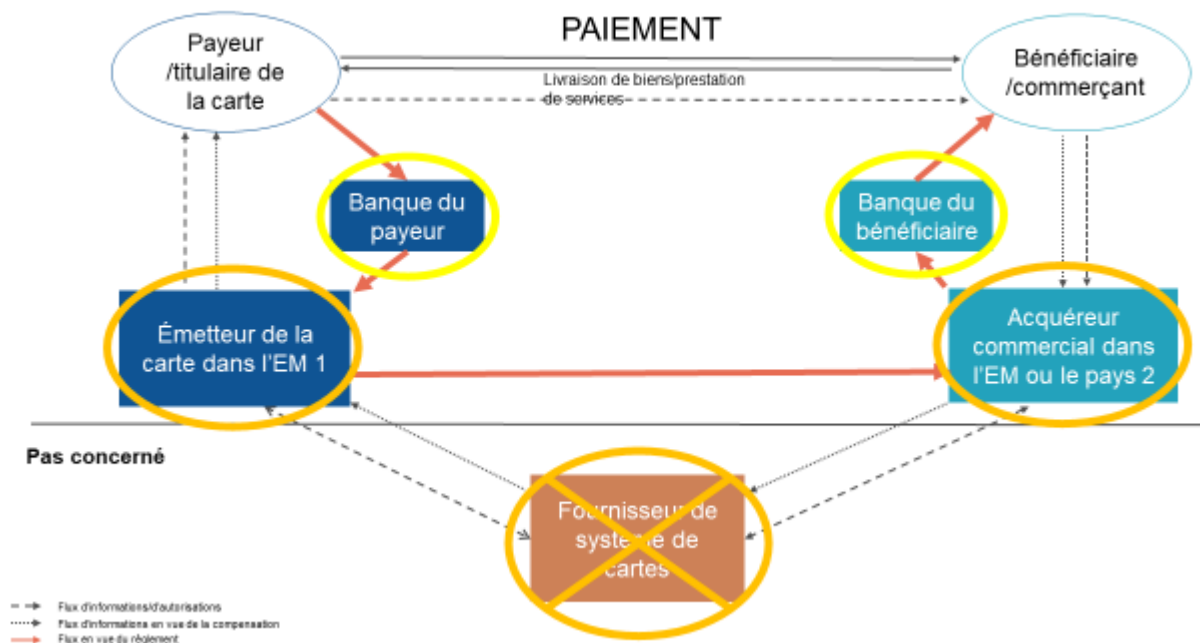 PAIEMENT
Payeur
/titulaire de
la carte
Livraison de biens/prestation
de services
Bénéficiaire
/commerçant
Banque du
payeur
Banque du
bénéficiaire
Émetteur de la
carte dans l'EM 1
Acquéreur
commercial dans
l'EM ou le pays 2
Pas concerné
Fournisseur de
système de
cartes
Flux d'informations/d'autorisations
Flux d'informations en vue de la compensation
Flux en vue du règlement